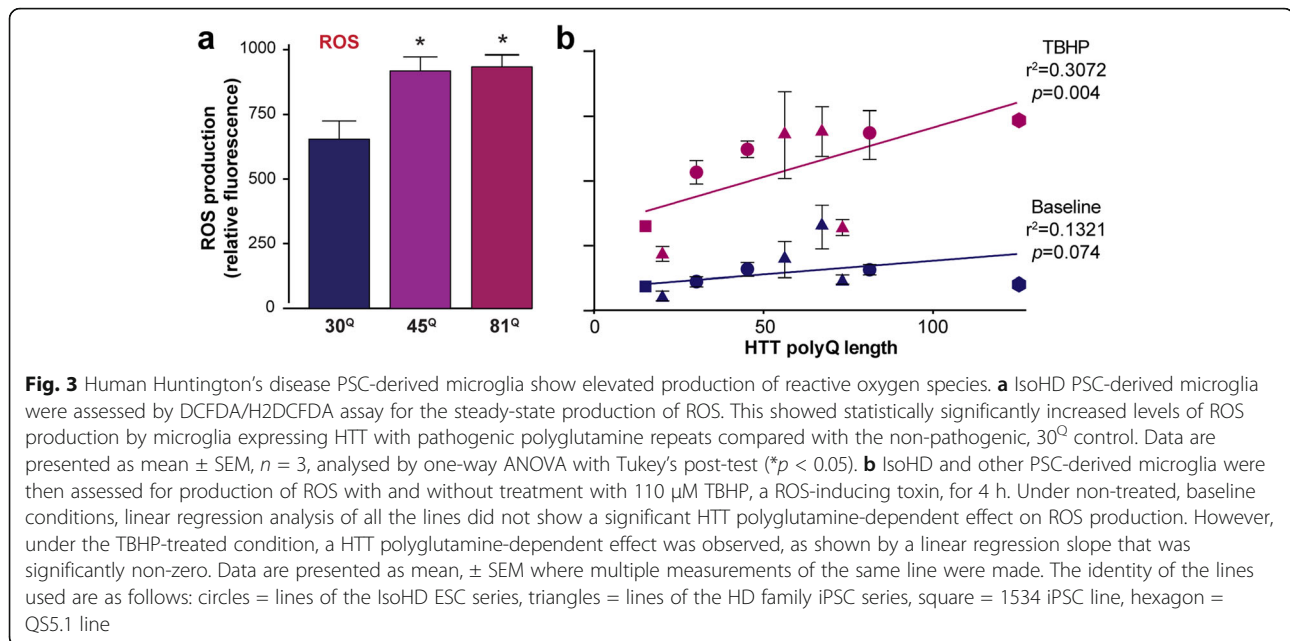 a
ROS
ROS production
(relative fluorescence)
1000
750
500
250
0
*
*
30Q
45Q
81Q
b
TBHP
r2=0.3072
p=0.004
Baseline
r2=0.1321
p=0.074
0
50
100
HTT polyQ length
Fig. 3 Human Huntington's disease PSC-derived microglia show elevated production of reactive oxygen species. a IsoHD PSC-derived microglia
were assessed by DCFDA/H2DCFDA assay for the steady-state production of ROS. This showed statistically significantly increased levels of ROS
production by microglia expressing HTT with pathogenic polyglutamine repeats compared with the non-pathogenic, 30Q control. Data are
presented as mean ± SEM, n = 3, analysed by one-way ANOVA with Tukey's post-test (*p < 0.05). b IsoHD and other PSC-derived microglia were
then assessed for production of ROS with and without treatment with 110 μM TBHP, a ROS-inducing toxin, for 4 h. Under non-treated, baseline
conditions, linear regression analysis of all the lines did not show a significant HTT polyglutamine-dependent effect on ROS production. However,
under the TBHP-treated condition, a HTT polyglutamine-dependent effect was observed, as shown by a linear regression slope that was
significantly non-zero. Data are presented as mean, ± SEM where multiple measurements of the same line were made. The identity of the lines
used are as follows: circles = lines of the IsoHD ESC series, triangles = lines of the HD family iPSC series, square = 1534 iPSC line, hexagon =
QS5.1 line